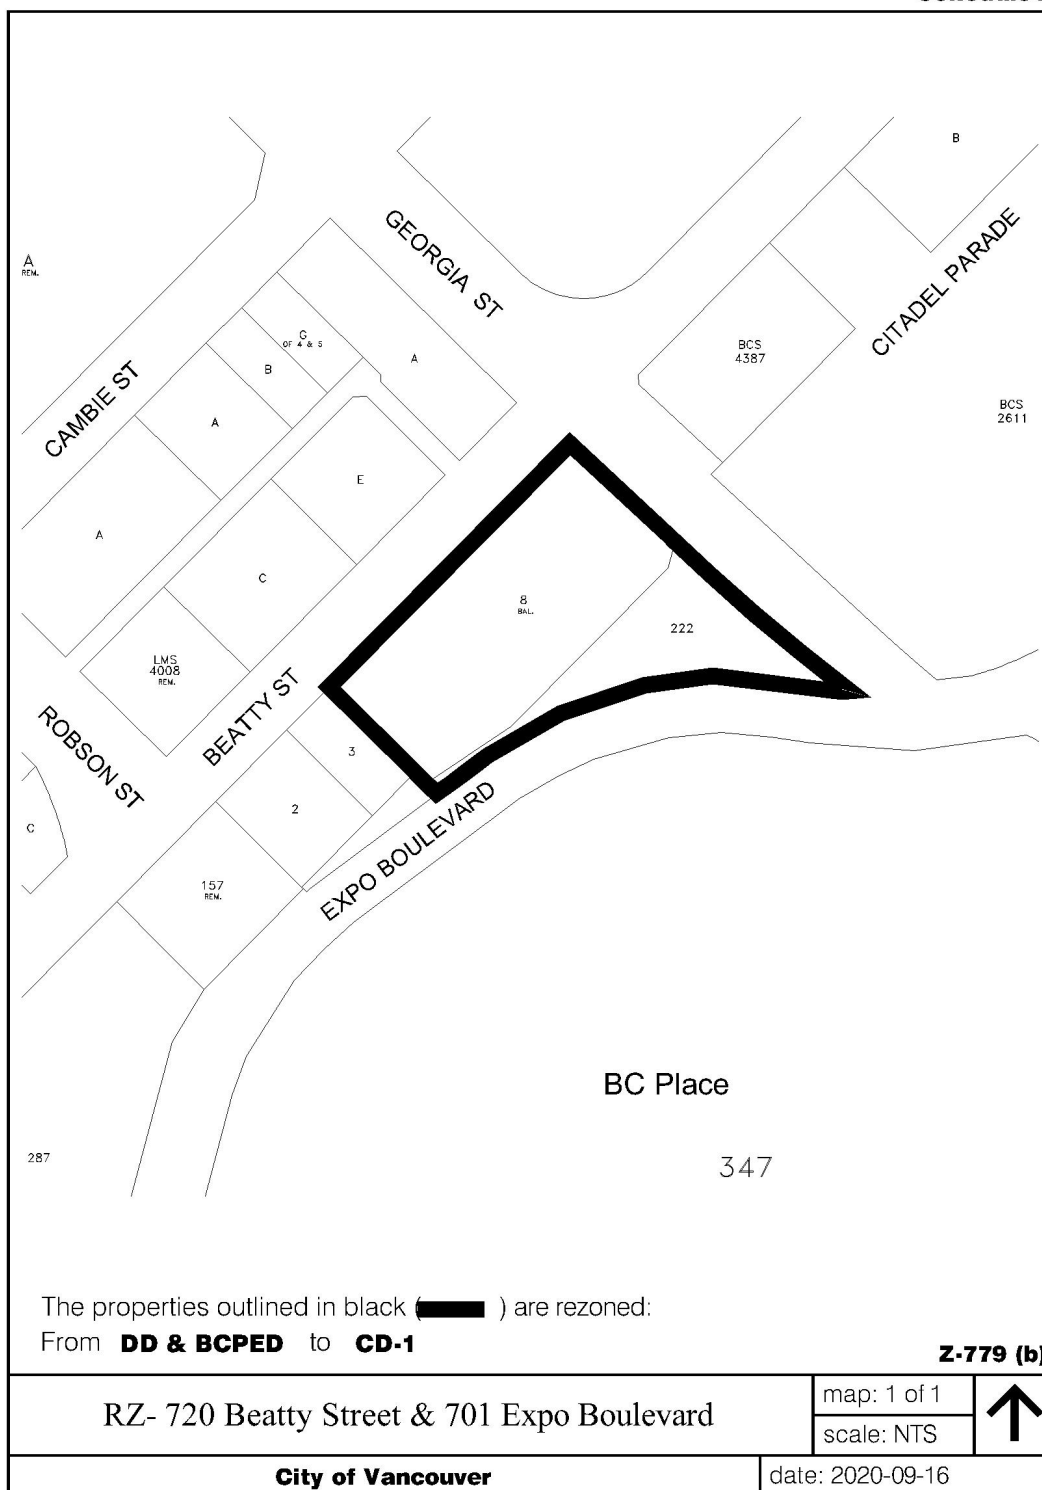 B
GEORGIA ST
CITADEL PARADE
A
REM.
G
OF 4 & 5
BCS
4387
A
B
CAMBIE ST
BCS
2611
A
E
A
C
8
BAL.
222
LMS
4008
REM.
BEATTY ST
ROBSON ST
3
2
EXPO BOULEVARD
C
157
REM.
BC Place
287
347
The properties outlined in black ( ) are rezoned:
From DD & BCPED to CD-1
Z-779 (b)
RZ- 720 Beatty Street & 701 Expo Boulevard
map: 1 of 1
scale: NTS
City of Vancouver
date: 2020-09-16